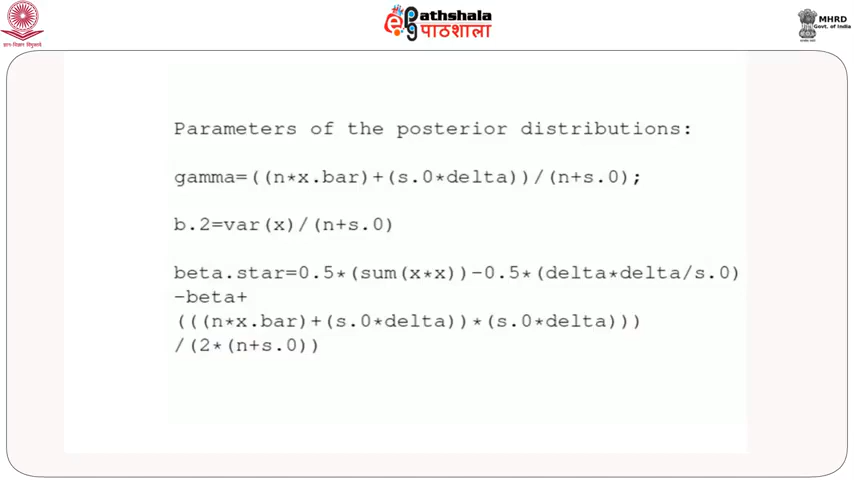 Pathshala
पाठशाला
MHRD
Govt. of India
Parameters of the posterior distributions:
gamma=((n*x.bar)+(s.0*delta))/(n+s.0);
b.2=var(x)/(n+s.0)
beta.star=0.5*(sum(x*x))-0.5*(delta*delta/s.0)
-beta+
(((n*x.bar)+(s.0*delta))*(s.0*delta)))
/(2*(n+s.0))